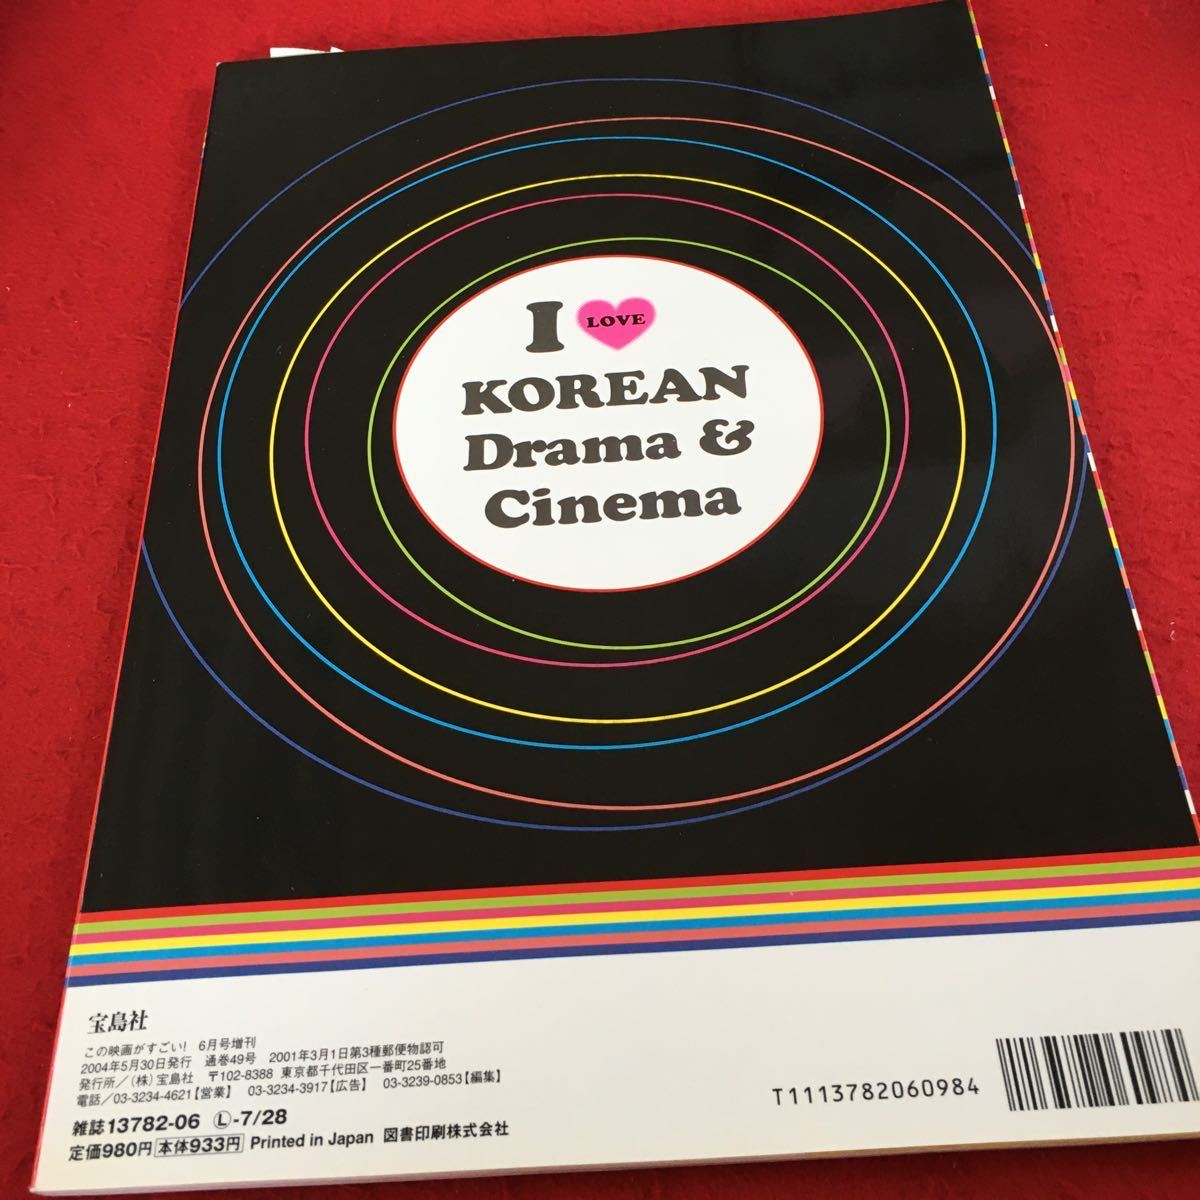 I LOVE
KOREAN
Drama &
Cinema
宝島社
この映画がすごい! 6月号増刊
2004年5月30日発行 通巻49号 2001年3月1日第3種郵便物認可
発行所/(株)宝島社 〒102-8388 東京都千代田区一番町25番地
電話/03-3234-4621【営業】 03-3234-3917【広告】 03-3239-0853【編集】
雑誌13782-06 Ⓛ-7/28
定価980円 本体933円 Printed in Japan 図書印刷株式会社
T1113782060984